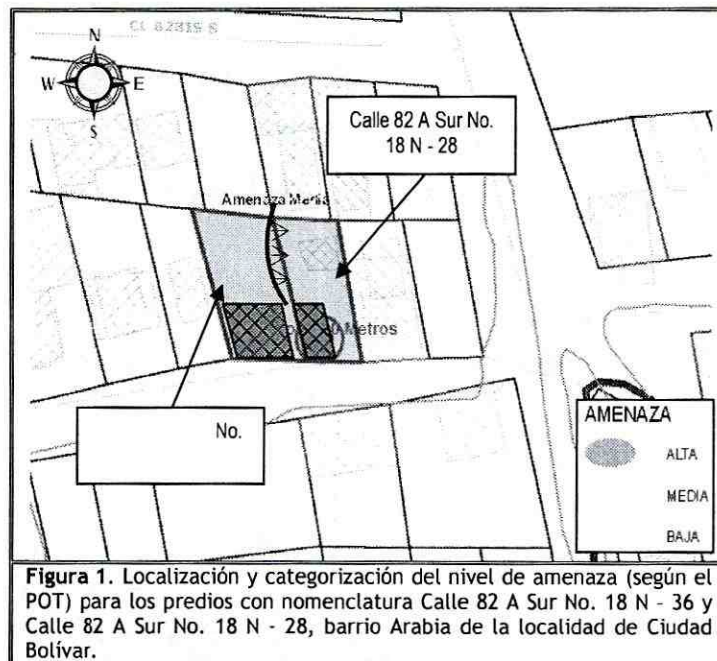 N
W E
S
Calle 82 A Sur No.
18 N - 28
Amenaza Media
Metros
No.
AMENAZA
ALTA
MEDIA
BAJA
Figura 1. Localización y categorización del nivel de amenaza (según el
POT) para los predios con nomenclatura Calle 82 A Sur No. 18 N - 36 y
Calle 82 A Sur No. 18 N - 28, barrio Arabia de la localidad de Ciudad
Bolívar.